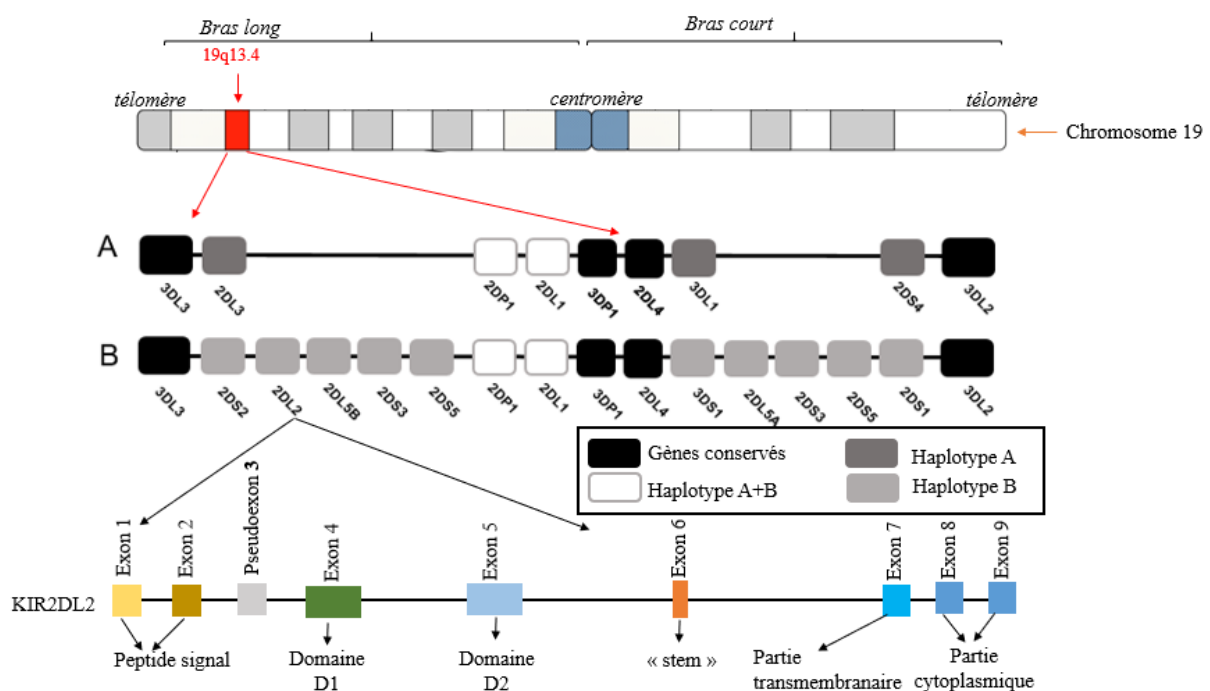 Bras long
Bras court
19q13.4
télomère
centromère
télomère
Chromosome 19
A
3DL3
2DL3
2DP1
2DL1
3DP1
2DL4
3DL1
2DS4
3DL2
B
3DL3
2DS2
2DL2
2DL5B
2DS3
2DS5
2DP1
2DL1
3DP1
2DL4
3DS1
2DL5A
2DS3
2DS5
2DS1
3DL2
Gènes conservés
Haplotype A
Haplotype A+B
Haplotype B
Exon 1
Exon 2
Pseudoexon 3
Exon 4
Exon 5
Exon 6
Exon 7
Exon 8
Exon 9
KIR2DL2
Peptide signal
Domaine
D1
Domaine
D2
« stem »
Partie
transmembranaire
Partie
cytoplasmique